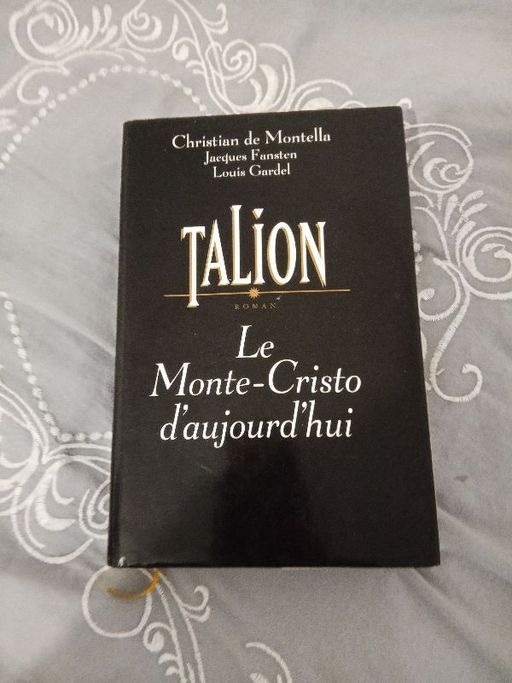 Christian de Montella
Jacques Fansten
Louis Gardel
TALiON
ROMAN
Le
Monte-Cristo
d'aujourd'hui